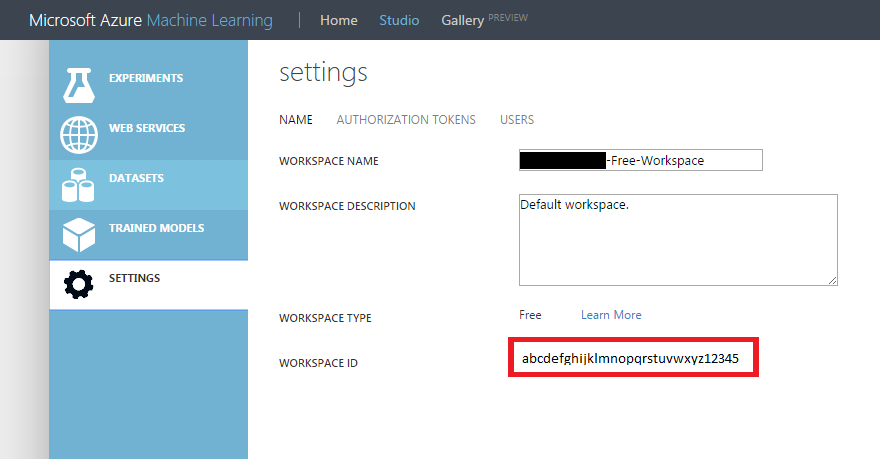 Microsoft Azure Machine Learning | Home Studio Gallery PREVIEW
EXPERIMENTS
WEB SERVICES
DATASETS
TRAINED MODELS
SETTINGS
settings
NAME AUTHORIZATION TOKENS USERS
WORKSPACE NAME -Free-Workspace
WORKSPACE DESCRIPTION Default workspace.
WORKSPACE TYPE Free Learn More
WORKSPACE ID abcdefghijklmnopqrstuvwxyz12345